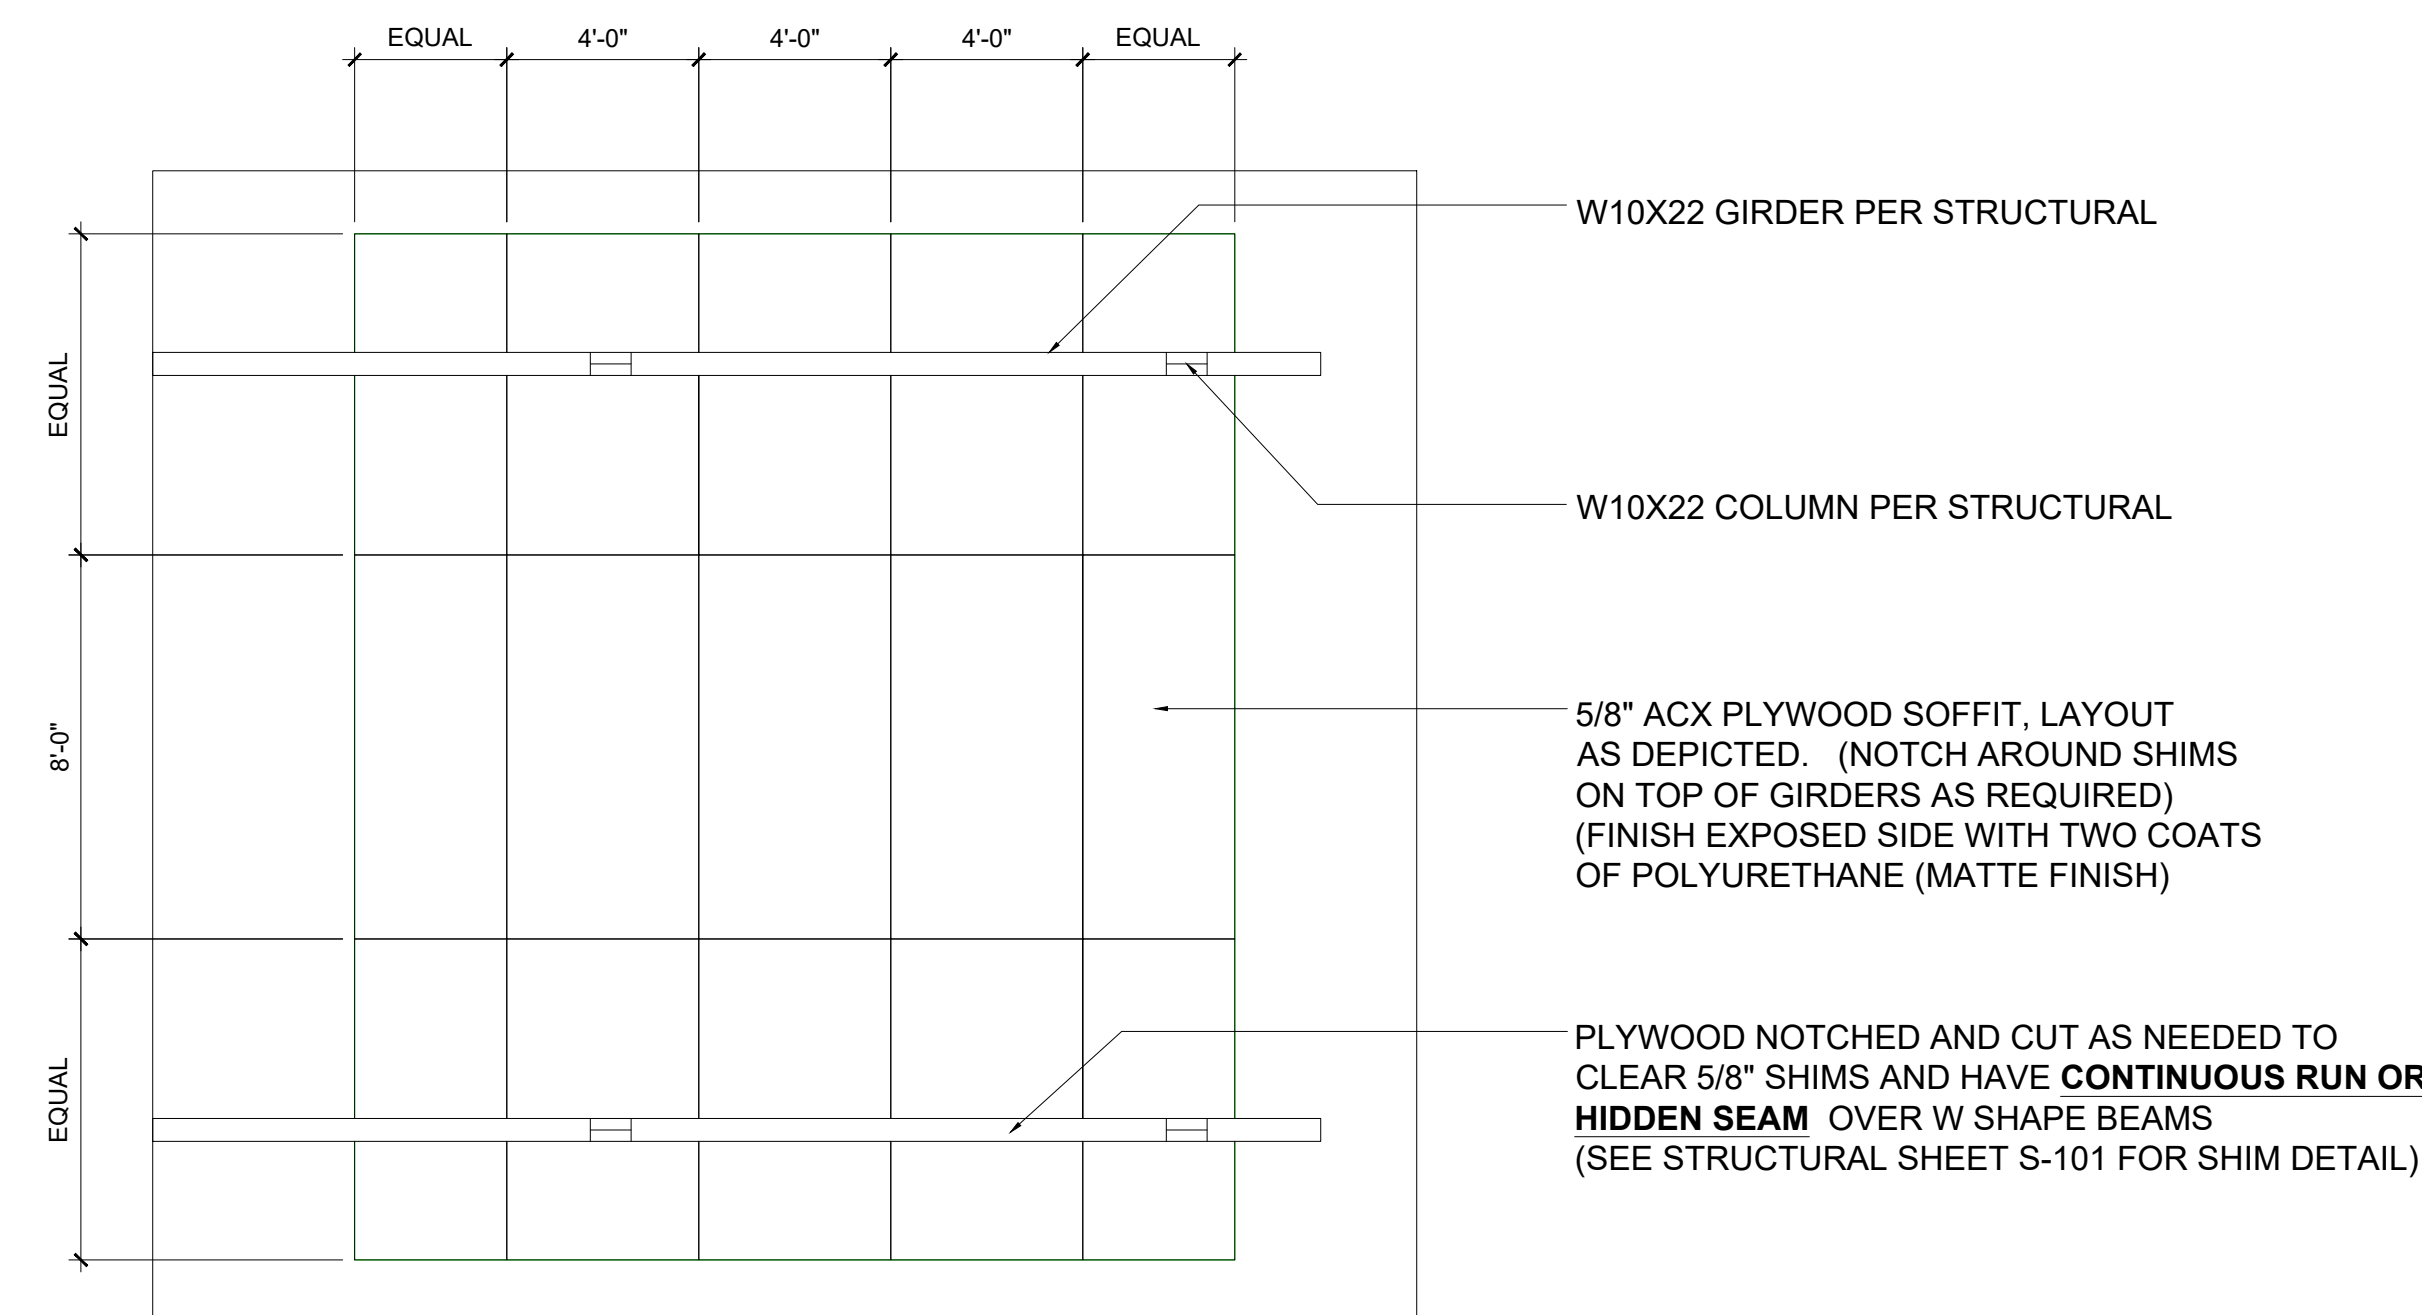 EQUAL 4'-0" 4'-0" 4'-0" EQUAL
W10X22 GIRDER PER STRUCTURAL
EQUAL
W10X22 COLUMN PER STRUCTURAL
8'-0"
5/8" ACX PLYWOOD SOFFIT, LAYOUT
AS DEPICTED. (NOTCH AROUND SHIMS
ON TOP OF GIRDERS AS REQUIRED)
(FINISH EXPOSED SIDE WITH TWO COATS
OF POLYURETHANE (MATTE FINISH)
EQUAL
PLYWOOD NOTCHED AND CUT AS NEEDED TO
CLEAR 5/8" SHIMS AND HAVE CONTINUOUS RUN OR
HIDDEN SEAM OVER W SHAPE BEAMS
(SEE STRUCTURAL SHEET S-101 FOR SHIM DETAIL)